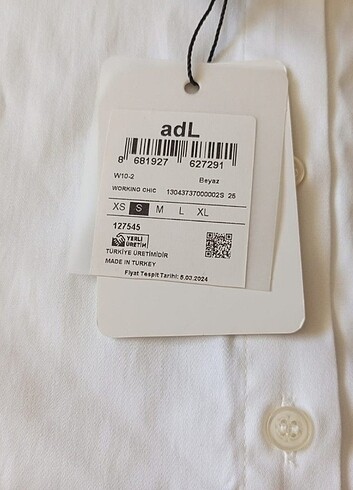 adL
8 681927 627291
W10-2 Beyaz
WORKING CHIC 13043737000002S 25
XS S M L XL
127545
YERLİ
ÜRETİM
TÜRKİYE ÜRETİMİDİR
MADE IN TURKEY
Fiyat Tespit Tarihi: 8.03.2024